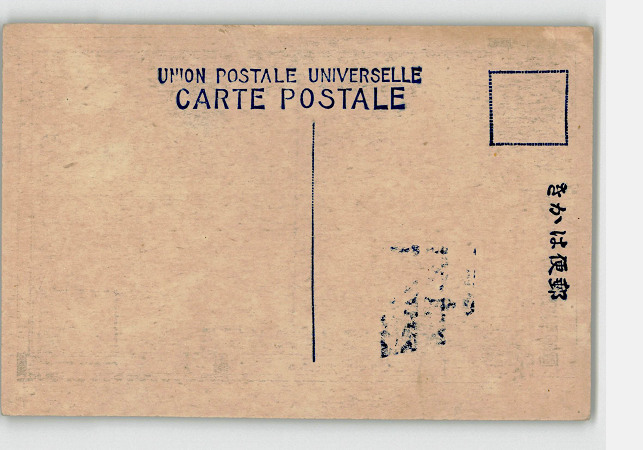 UNION POSTALE UNIVERSELLE
CARTE POSTALE
郵便はかき